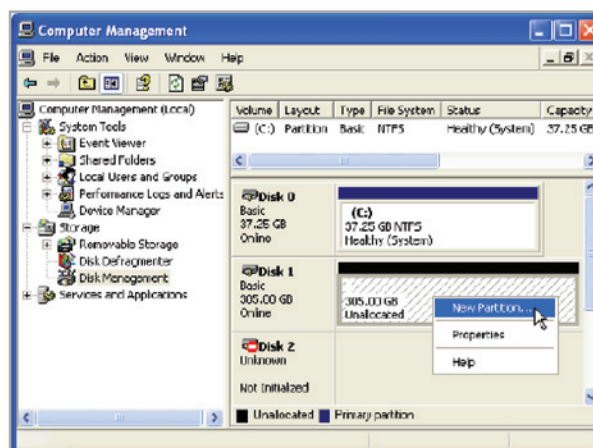 Computer Management
File Action View Window Help
Computer Management (Local)
System Tools
Event Viewer
Shared Folders
Local Users and Groups
Performance Logs and Alerts
Device Manager
Storage
Removable Storage
Disk Defragmenter
Disk Management
Services and Applications
Volume Layout Type File System Status Capacity
(C:) Partition Basic NTFS Healthy (System) 37.25 GB
Disk 0
Basic
37.25 GB
Online
(C:)
37.25 GB NTFS
Healthy (System)
Disk 1
Basic
305.00 GB
Online
305.00 GB
Unallocated
New Partition...
Properties
Help
Disk 2
Unknown
Not Initialized
Unallocated Primary partition